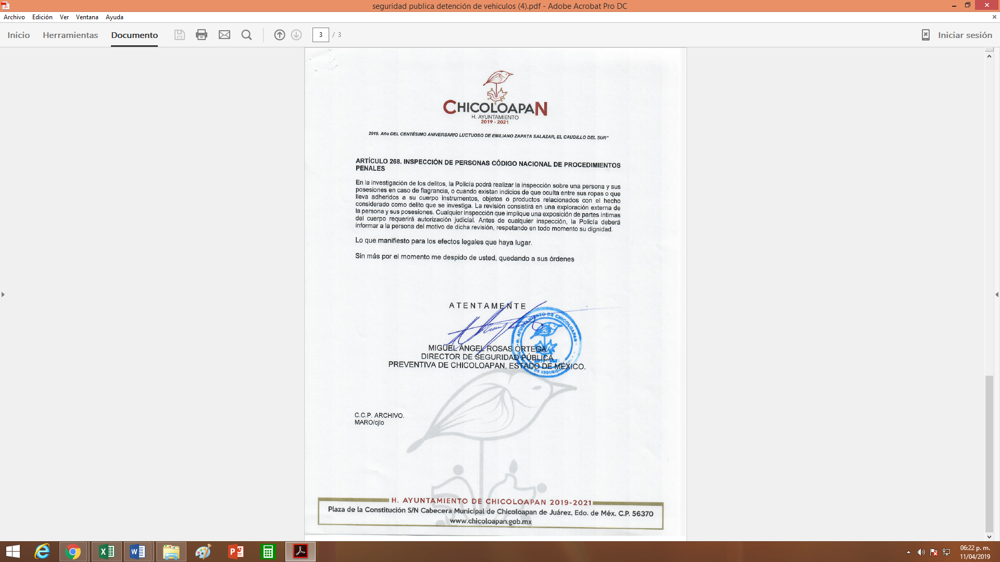 seguridad publica detención de vehiculos (4).pdf - Adobe Acrobat Pro DC
Archivo Edición Ver Ventana Ayuda
Inicio Herramientas Documento 3 / 3 Iniciar sesión
CHICOLOAPAN
H. AYUNTAMIENTO
2019 - 2021
2019. Año DEL CENTÉSIMO ANIVERSARIO LUCTUOSO DE EMILIANO ZAPATA SALAZAR, EL CAUDILLO DEL SUR"
ARTÍCULO 268. INSPECCIÓN DE PERSONAS CÓDIGO NACIONAL DE PROCEDIMIENTOS
PENALES
En la investigación de los delitos, la Policía podrá realizar la inspección sobre una persona y sus
posesiones en caso de flagrancia, o cuando existan indicios de que oculta entre sus ropas o que
lleva adheridos a su cuerpo instrumentos, objetos o productos relacionados con el hecho
considerado como delito que se investiga. La revisión consistirá en una exploración externa de
la persona y sus posesiones. Cualquier inspección que implique una exposición de partes íntimas
del cuerpo requerirá autorización judicial. Antes de cualquier inspección, la Policía deberá
informar a la persona del motivo de dicha revisión, respetando en todo momento su dignidad.
Lo que manifiesto para los efectos legales que haya lugar.
Sin más por el momento me despido de usted, quedando a sus órdenes
A T E N T A M E N T E
H. AYUNTAMIENTO DE CHICOLOAPAN
2019 - 2021
DE SEGURIDAD
MIGUEL ÁNGEL ROSAS ORTEGA
DIRECTOR DE SEGURIDAD PÚBLICA
PREVENTIVA DE CHICOLOAPAN, ESTADO DE MÉXICO.
C.C.P. ARCHIVO.
MARO/cjlo
H. AYUNTAMIENTO DE CHICOLOAPAN 2019-2021
Plaza de la Constitución S/N Cabecera Municipal de Chicoloapan de Juárez, Edo. de Méx. C.P. 56370
www.chicoloapan.gob.mx
06:22 p. m.
11/04/2019